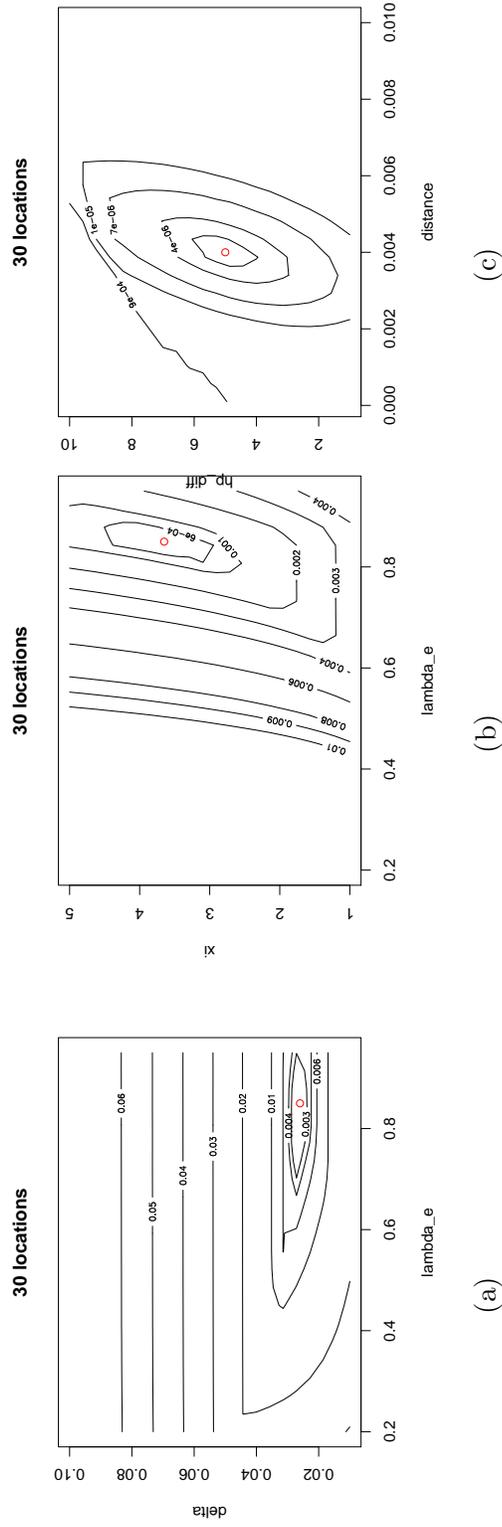 30 locations
delta
0.10
0.08
0.06
0.04
0.02
0.06
0.05
0.04
0.03
0.02
0.01
0.004
0.003
0.006
0.2
0.4
0.6
0.8
lambda_e
(a)
30 locations
xi
5
4
3
2
1
6e-04
0.001
0.002
0.003
0.004
0.004
0.006
0.008
0.009
0.01
0.2
0.4
0.6
0.8
lambda_e
(b)
30 locations
hp_diff
10
8
6
4
2
9e-04
1e-05
7e-06
4e-06
0.000
0.002
0.004
0.006
0.008
0.010
distance
(c)